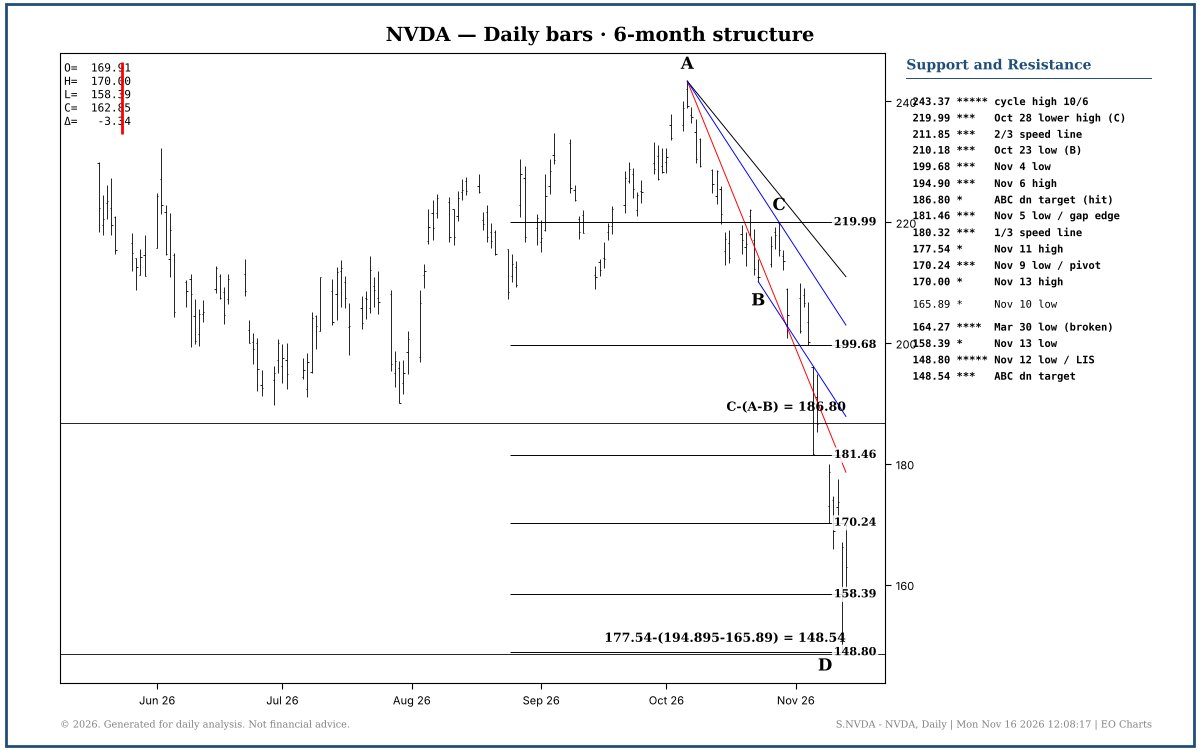 NVDA — Daily bars · 6-month structure
O= 169.91
H= 170.00
L= 158.39
C= 162.85
Δ= -3.34
A
C
B
D
219.99
199.68
C-(A-B) = 186.80
181.46
170.24
158.39
177.54-(194.895-165.89) = 148.54
148.80
240
220
200
180
160
Jun 26
Jul 26
Aug 26
Sep 26
Oct 26
Nov 26
Support and Resistance
243.37 ***** cycle high 10/6
219.99 *** Oct 28 lower high (C)
211.85 *** 2/3 speed line
210.18 *** Oct 23 low (B)
199.68 *** Nov 4 low
194.90 *** Nov 6 high
186.80 * ABC dn target (hit)
181.46 *** Nov 5 low / gap edge
180.32 *** 1/3 speed line
177.54 * Nov 11 high
170.24 *** Nov 9 low / pivot
170.00 * Nov 13 high
165.89 * Nov 10 low
164.27 **** Mar 30 low (broken)
158.39 * Nov 13 low
148.80 ***** Nov 12 low / LIS
148.54 *** ABC dn target
© 2026. Generated for daily analysis. Not financial advice.
S.NVDA - NVDA, Daily | Mon Nov 16 2026 12:08:17 | EO Charts